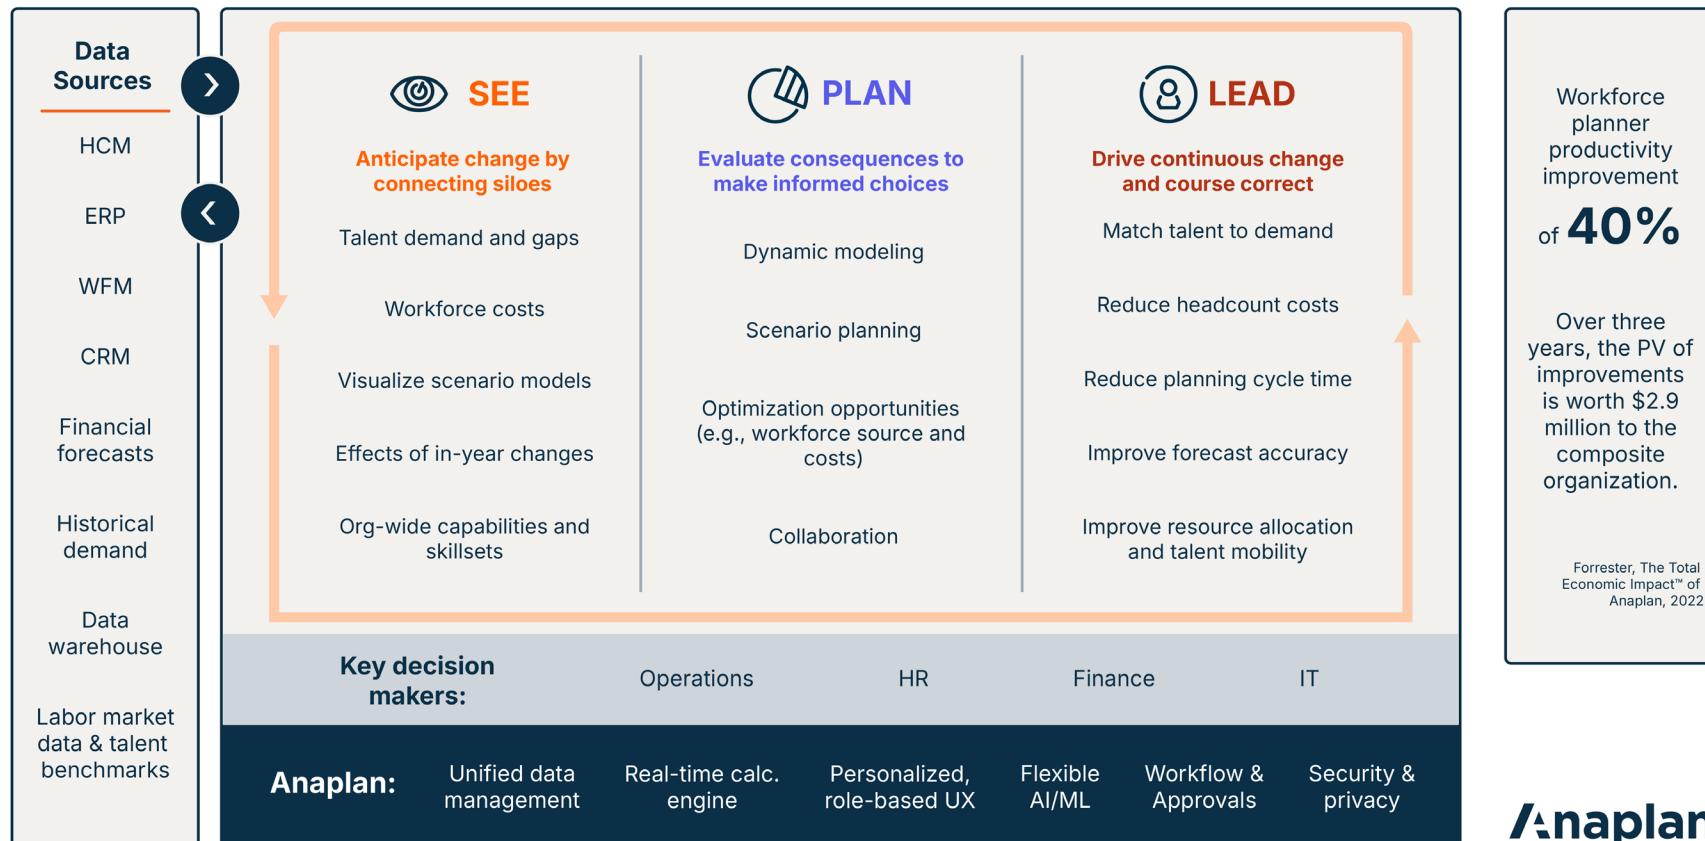 Data
Sources
HCM
ERP
WFM
CRM
Financial
forecasts
Historical
demand
Data
warehouse
Labor market
data & talent
benchmarks
SEE
Anticipate change by
connecting siloes
Talent demand and gaps
Workforce costs
Visualize scenario models
Effects of in-year changes
Org-wide capabilities and
skillsets
PLAN
Evaluate consequences to
make informed choices
Dynamic modeling
Scenario planning
Optimization opportunities
(e.g., workforce source and
costs)
Collaboration
LEAD
Drive continuous change
and course correct
Match talent to demand
Reduce headcount costs
Reduce planning cycle time
Improve forecast accuracy
Improve resource allocation
and talent mobility
Key decision
makers:
Operations
HR
Finance
IT
Anaplan:
Unified data
management
Real-time calc.
engine
Personalized,
role-based UX
Flexible
AI/ML
Workflow &
Approvals
Security &
privacy
Workforce
planner
productivity
improvement
of 40%
Over three
years, the PV of
improvements
is worth $2.9
million to the
composite
organization.
Forrester, The Total
Economic Impact™ of
Anaplan, 2022
Anaplan